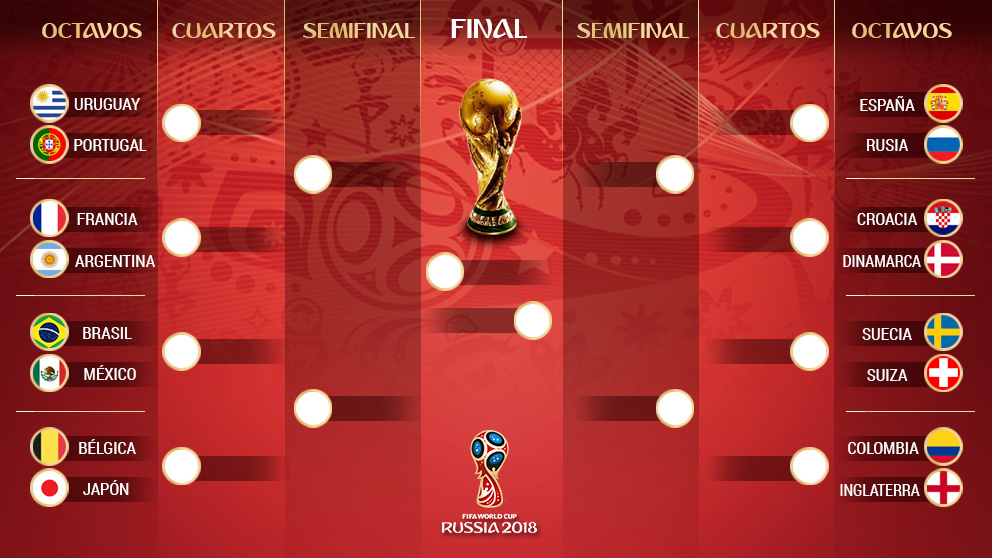 OCTAVOS
CUARTOS
SEMIFINAL
FINAL
SEMIFINAL
CUARTOS
OCTAVOS
URUGUAY
PORTUGAL
FRANCIA
ARGENTINA
BRASIL
MÉXICO
BÉLGICA
JAPÓN
ESPAÑA
RUSIA
CROACIA
DINAMARCA
SUECIA
SUIZA
COLOMBIA
INGLATERRA
FIFA WORLD CUP
RUSSIA 2018